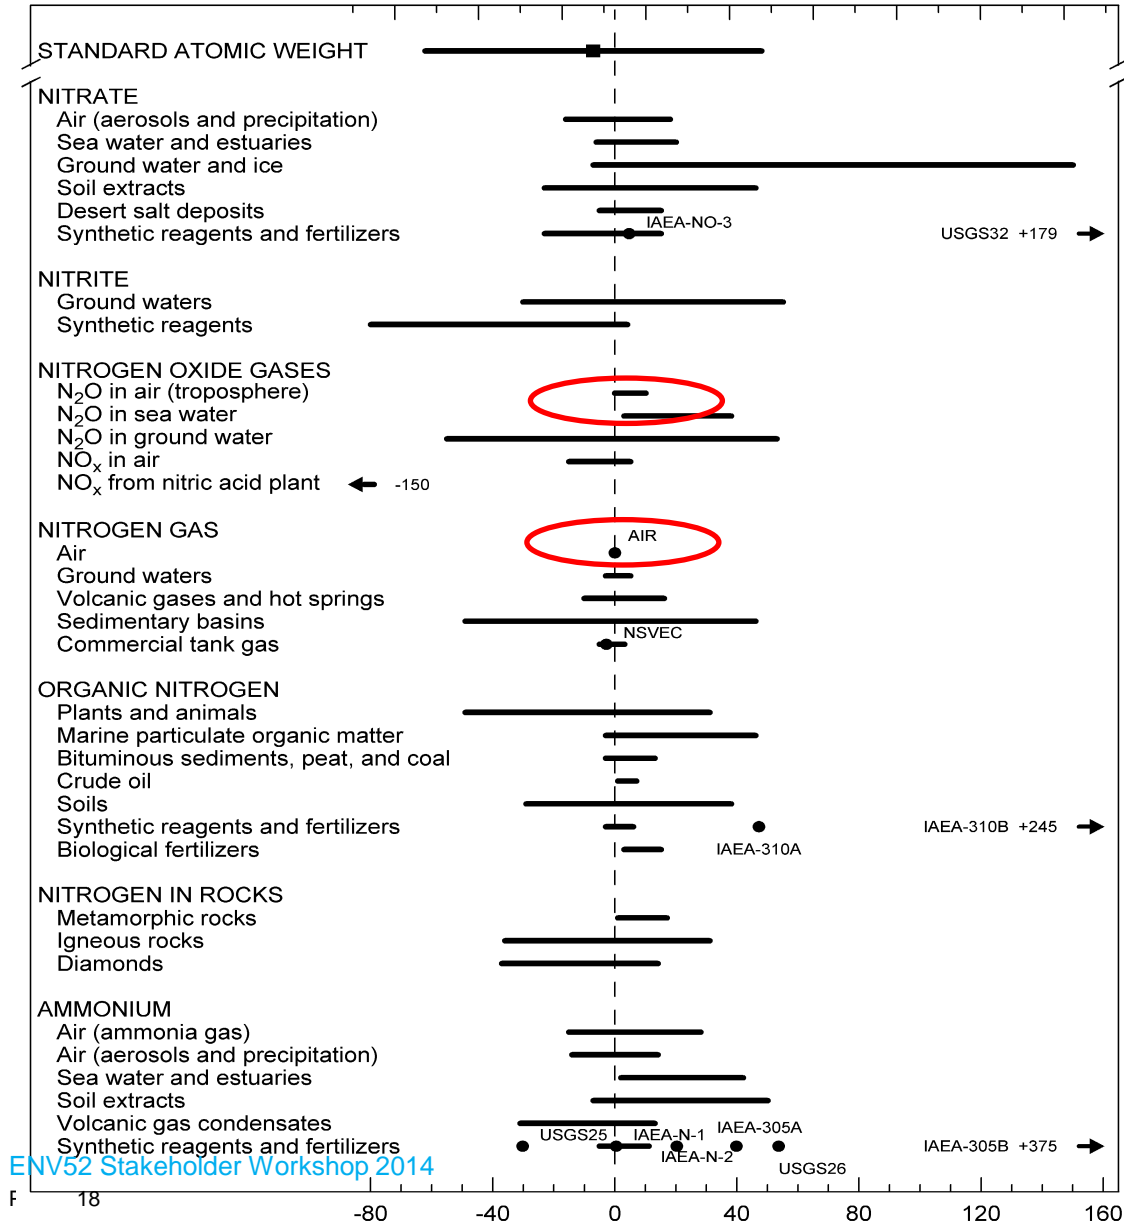 STANDARD ATOMIC WEIGHT
NITRATE
Air (aerosols and precipitation)
Sea water and estuaries
Ground water and ice
Soil extracts
Desert salt deposits
IAEA-NO-3
Synthetic reagents and fertilizers USGS32 +179
NITRITE
Ground waters
Synthetic reagents
NITROGEN OXIDE GASES
N2O in air (troposphere)
N2O in sea water
N2O in ground water
NOx in air
NOx from nitric acid plant -150
NITROGEN GAS
AIR
Air
Ground waters
Volcanic gases and hot springs
Sedimentary basins
NSVEC
Commercial tank gas
ORGANIC NITROGEN
Plants and animals
Marine particulate organic matter
Bituminous sediments, peat, and coal
Crude oil
Soils
Synthetic reagents and fertilizers IAEA-310B +245
Biological fertilizers IAEA-310A
NITROGEN IN ROCKS
Metamorphic rocks
Igneous rocks
Diamonds
AMMONIUM
Air (ammonia gas)
Air (aerosols and precipitation)
Sea water and estuaries
Soil extracts
Volcanic gas condensates
USGS25 IAEA-N-1 IAEA-305A
Synthetic reagents and fertilizers IAEA-305B +375
IAEA-N-2
USGS26
ENV52 Stakeholder Workshop 2014
18
-80 -40 0 40 80 120 160